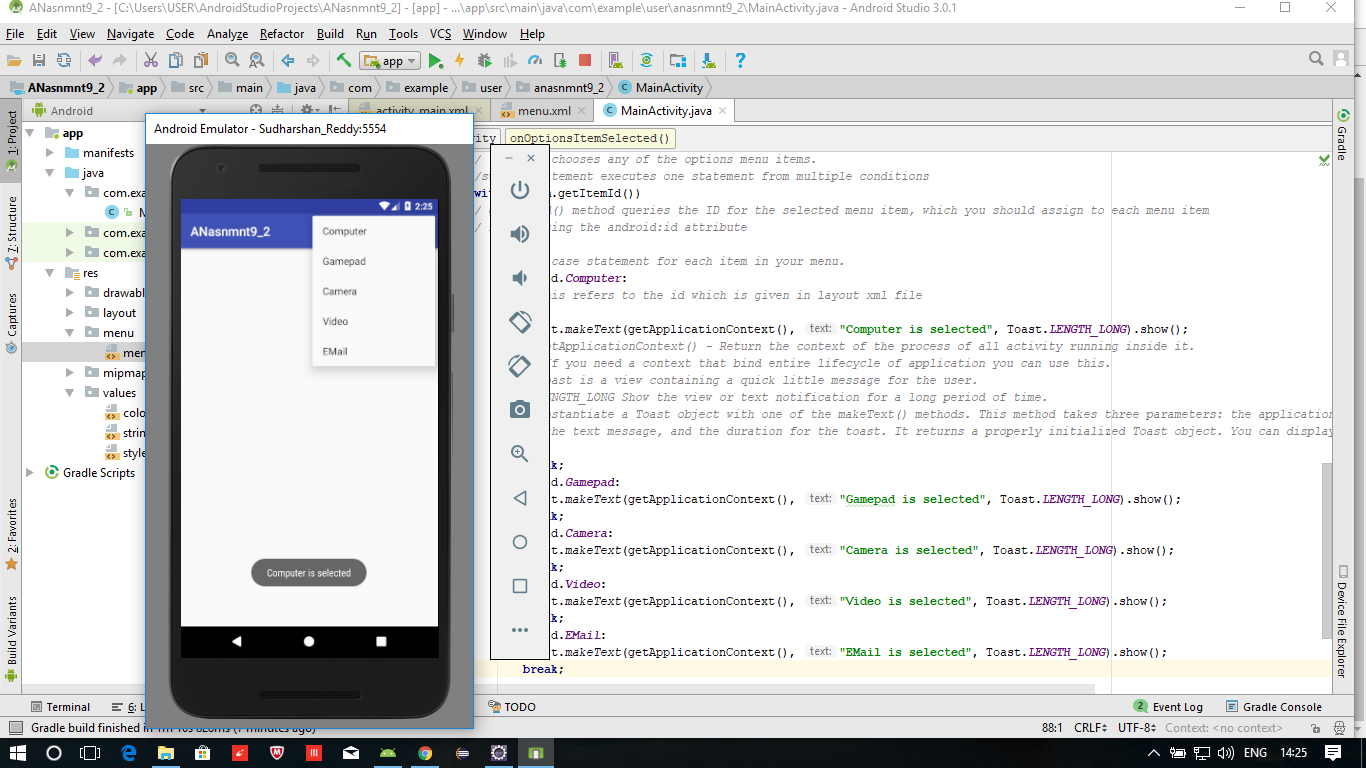 ANasnmnt9_2 - [C:\Users\USER\AndroidStudioProjects\ANasnmnt9_2] - [app] - ...\app\src\main\java\com\example\user\anasnmnt9_2\MainActivity.java - Android Studio 3.0.1
File Edit View Navigate Code Analyze Refactor Build Run Tools VCS Window Help
app
ANasnmnt9_2 app src main java com example user anasnmnt9_2 MainActivity
Android
activity_main.xml menu.xml MainActivity.java
1: Project
7: Structure
Captures
2: Favorites
Build Variants
app
manifests
java
com.exa
M
com.exa
com.exa
res
drawabl
layout
menu
men
mipmap
values
colo
strin
style
Gradle Scripts
Android Emulator - Sudharshan_Reddy:5554
2:25
ANasnmnt9_2
Computer
Gamepad
Camera
Video
EMail
Computer is selected
vity onOptionsItemSelected()
chooses any of the options menu items.
tement executes one statement from multiple conditions
.getItemId())
() method queries the ID for the selected menu item, which you should assign to each menu item
ing the android:id attribute
case statement for each item in your menu.
d.Computer:
is refers to the id which is given in layout xml file
t.makeText(getApplicationContext(), text: "Computer is selected", Toast.LENGTH_LONG).show();
tApplicationContext() - Return the context of the process of all activity running inside it.
f you need a context that bind entire lifecycle of application you can use this.
ast is a view containing a quick little message for the user.
NGTH_LONG Show the view or text notification for a long period of time.
stantiate a Toast object with one of the makeText() methods. This method takes three parameters: the application
he text message, and the duration for the toast. It returns a properly initialized Toast object. You can display
k;
d.Gamepad:
t.makeText(getApplicationContext(), text: "Gamepad is selected", Toast.LENGTH_LONG).show();
k;
d.Camera:
t.makeText(getApplicationContext(), text: "Camera is selected", Toast.LENGTH_LONG).show();
k;
d.Video:
t.makeText(getApplicationContext(), text: "Video is selected", Toast.LENGTH_LONG).show();
k;
d.EMail:
t.makeText(getApplicationContext(), text: "EMail is selected", Toast.LENGTH_LONG).show();
break;
Gradle
Device File Explorer
Terminal 6: L TODO 2 Event Log Gradle Console
Gradle build finished in 1m 10s 620ms (7 minutes ago) 88:1 CRLF UTF-8 Context: <no context>
ENG 14:25